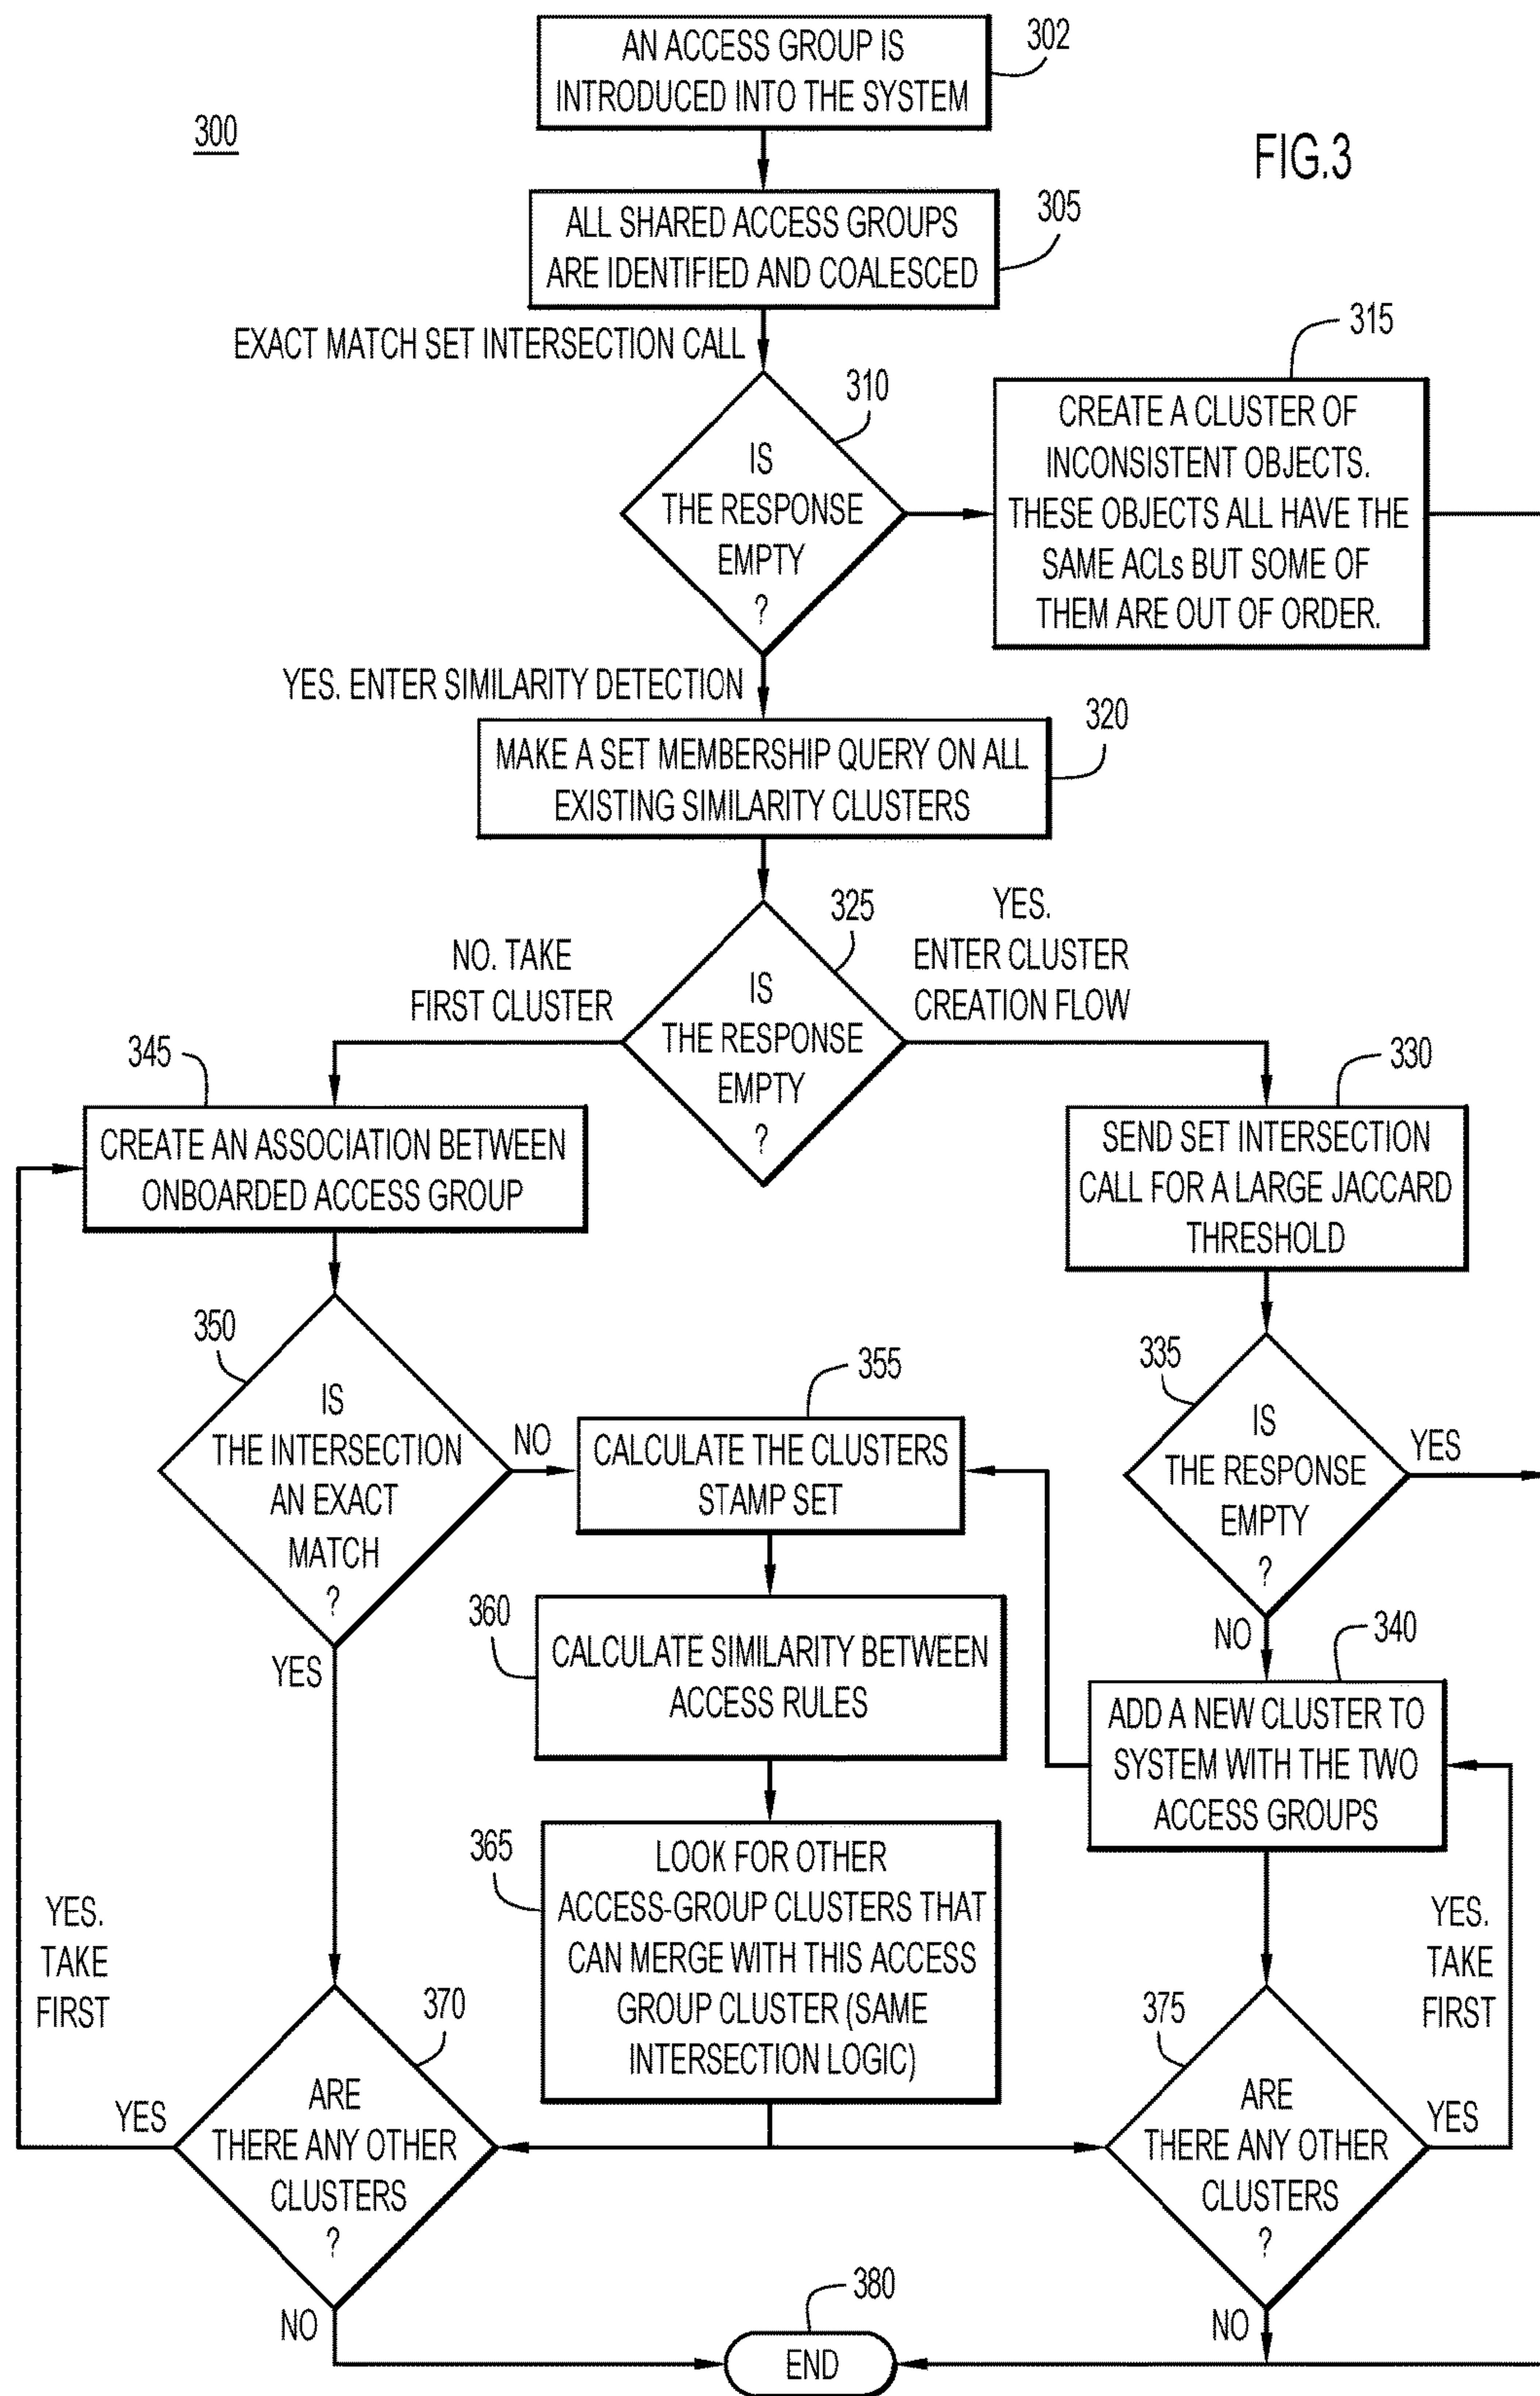 302
AN ACCESS GROUP IS
INTRODUCED INTO THE SYSTEM
300
FIG.3
305
ALL SHARED ACCESS GROUPS
ARE IDENTIFIED AND COALESCED
EXACT MATCH SET INTERSECTION CALL
310
IS
THE RESPONSE
EMPTY
?
315
CREATE A CLUSTER OF
INCONSISTENT OBJECTS.
THESE OBJECTS ALL HAVE THE
SAME ACLs BUT SOME OF
THEM ARE OUT OF ORDER.
YES. ENTER SIMILARITY DETECTION
320
MAKE A SET MEMBERSHIP QUERY ON ALL
EXISTING SIMILARITY CLUSTERS
325
IS
THE RESPONSE
EMPTY
?
NO. TAKE
FIRST CLUSTER
YES.
ENTER CLUSTER
CREATION FLOW
345
CREATE AN ASSOCIATION BETWEEN
ONBOARDED ACCESS GROUP
330
SEND SET INTERSECTION
CALL FOR A LARGE JACCARD
THRESHOLD
350
IS
THE INTERSECTION
AN EXACT
MATCH
?
NO
YES
355
CALCULATE THE CLUSTERS
STAMP SET
335
IS
THE RESPONSE
EMPTY
?
YES
NO
360
CALCULATE SIMILARITY BETWEEN
ACCESS RULES
340
ADD A NEW CLUSTER TO
SYSTEM WITH THE TWO
ACCESS GROUPS
365
LOOK FOR OTHER
ACCESS-GROUP CLUSTERS THAT
CAN MERGE WITH THIS ACCESS
GROUP CLUSTER (SAME
INTERSECTION LOGIC)
YES.
TAKE
FIRST
370
ARE
THERE ANY OTHER
CLUSTERS
?
YES
NO
YES.
TAKE
FIRST
375
ARE
THERE ANY OTHER
CLUSTERS
?
YES
NO
380
END